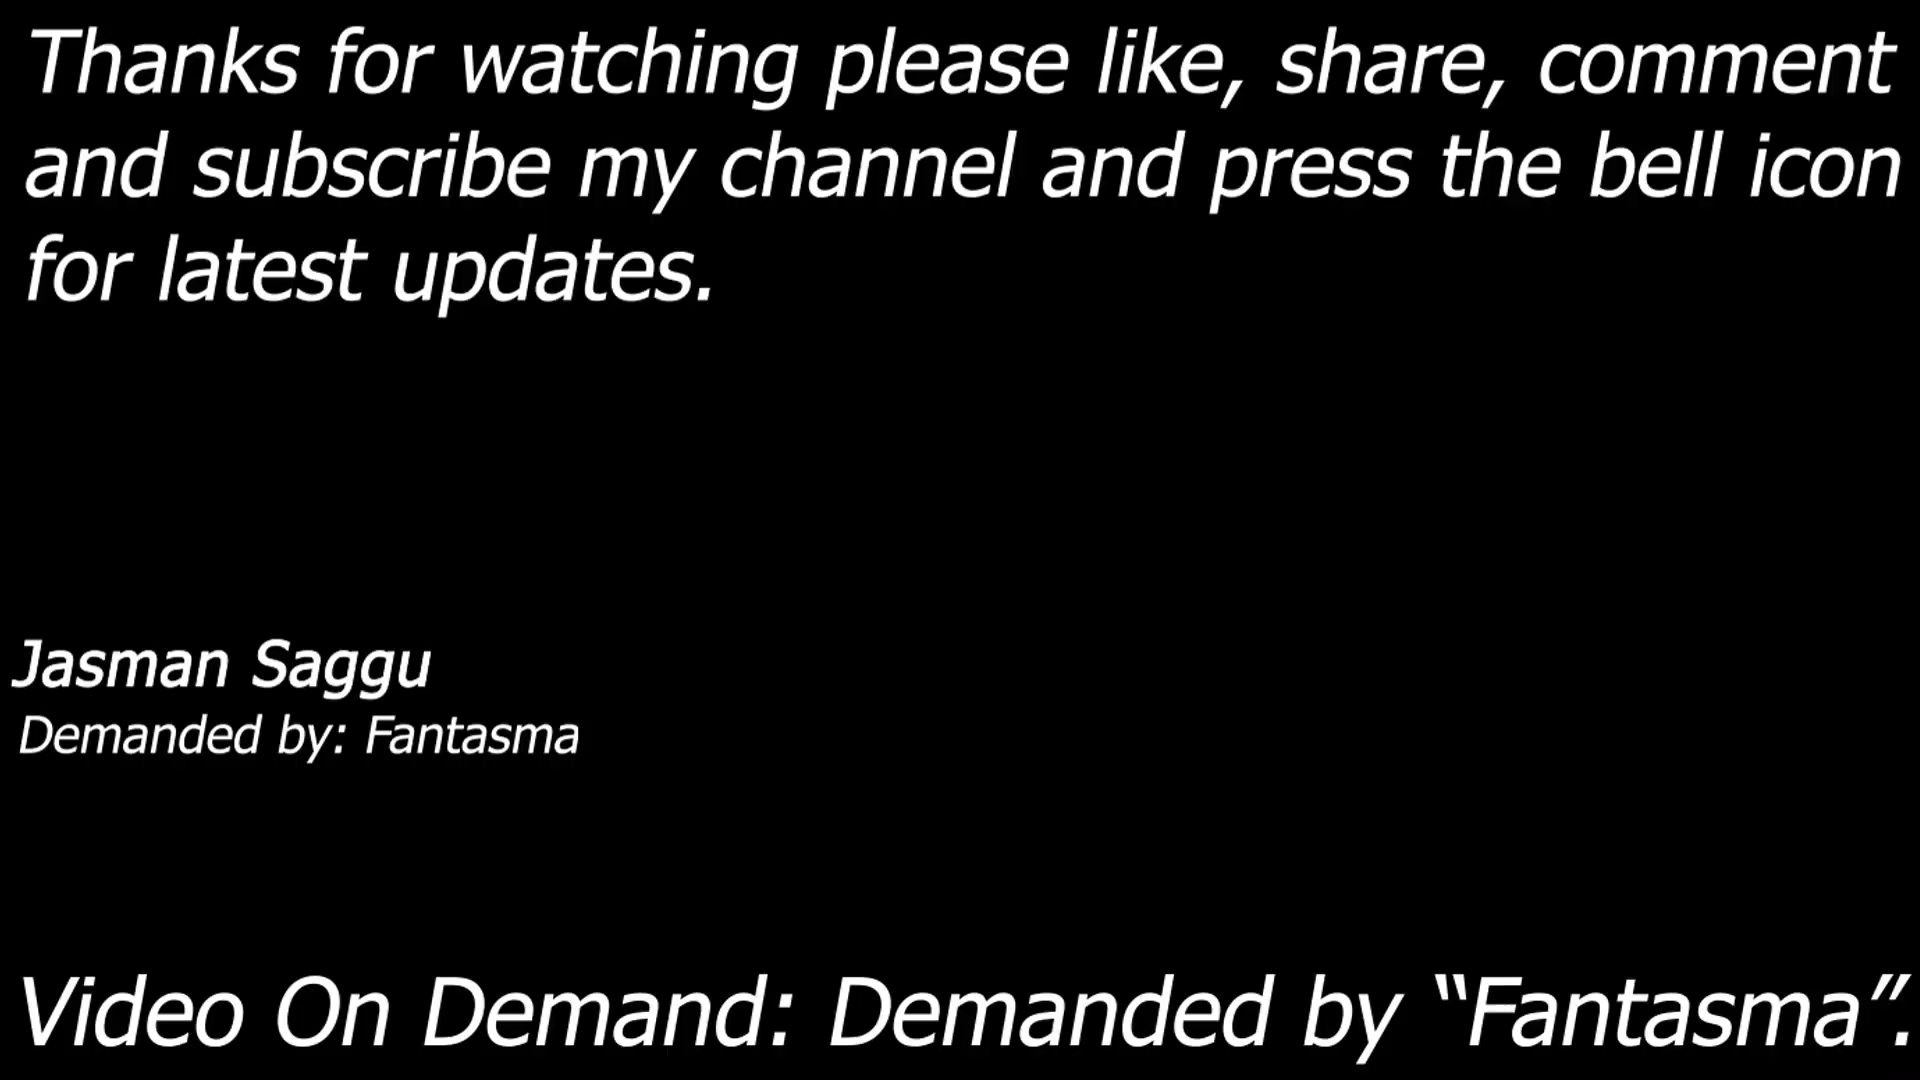 Thanks for watching please like, share, comment
and subscribe my channel and press the bell icon
for latest updates.
Jasman Saggu
Demanded by: Fantasma
Video On Demand: Demanded by “Fantasma”.